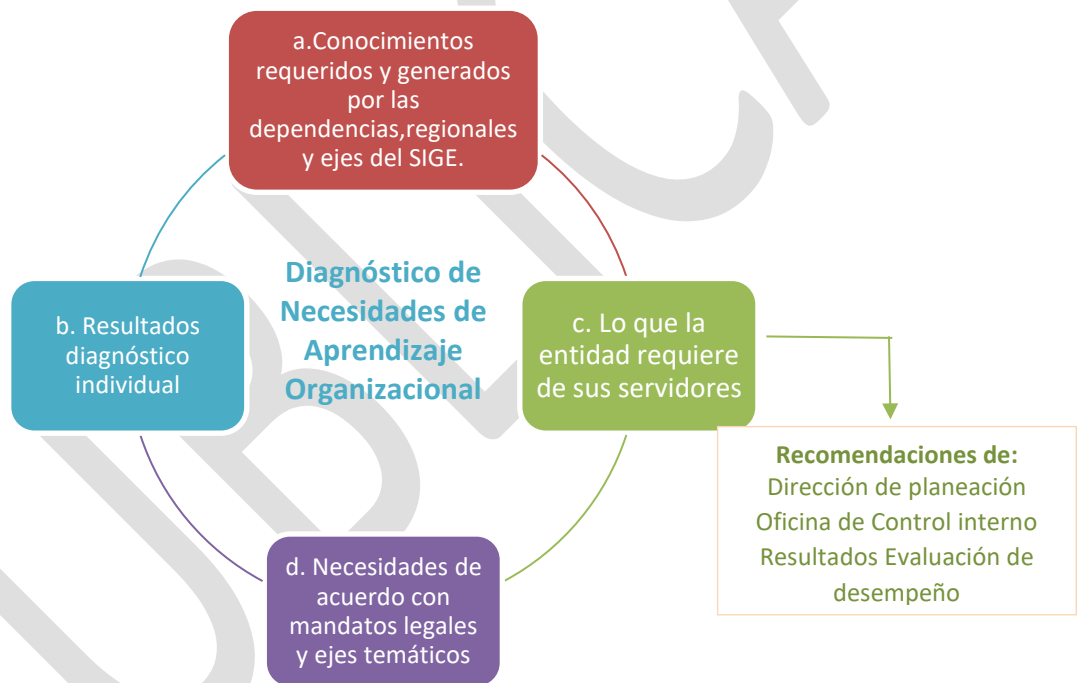 a.Conocimientos
requeridos y generados
por las
dependencias,regionales
y ejes del SIGE.
Diagnóstico de
Necesidades de
Aprendizaje
Organizacional
b. Resultados
diagnóstico
individual
c. Lo que la
entidad requiere
de sus servidores
Recomendaciones de:
Dirección de planeación
Oficina de Control interno
Resultados Evaluación de
desempeño
d. Necesidades de
acuerdo con
mandatos legales
y ejes temáticos